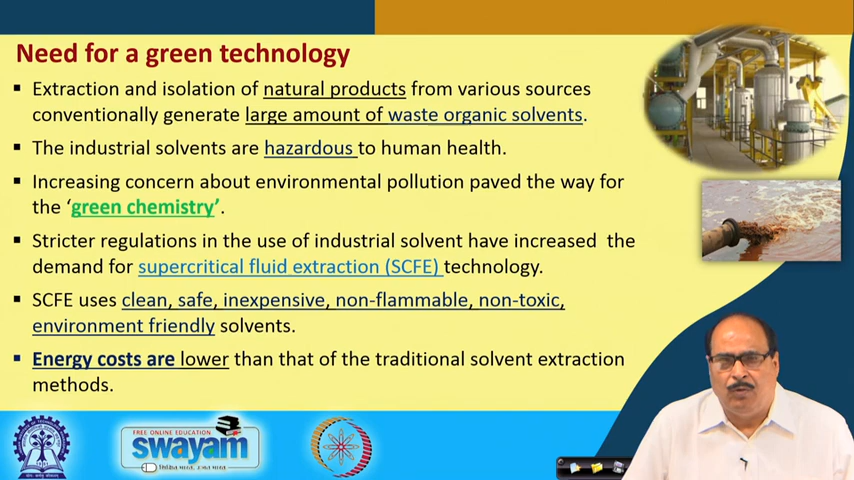 Need for a green technology
▪ Extraction and isolation of natural products from various sources
conventionally generate large amount of waste organic solvents.
▪ The industrial solvents are hazardous to human health.
▪ Increasing concern about environmental pollution paved the way for
the ‘green chemistry’.
▪ Stricter regulations in the use of industrial solvent have increased the
demand for supercritical fluid extraction (SCFE) technology.
▪ SCFE uses clean, safe, inexpensive, non-flammable, non-toxic,
environment friendly solvents.
▪ Energy costs are lower than that of the traditional solvent extraction
methods.
FREE ONLINE EDUCATION
swayam